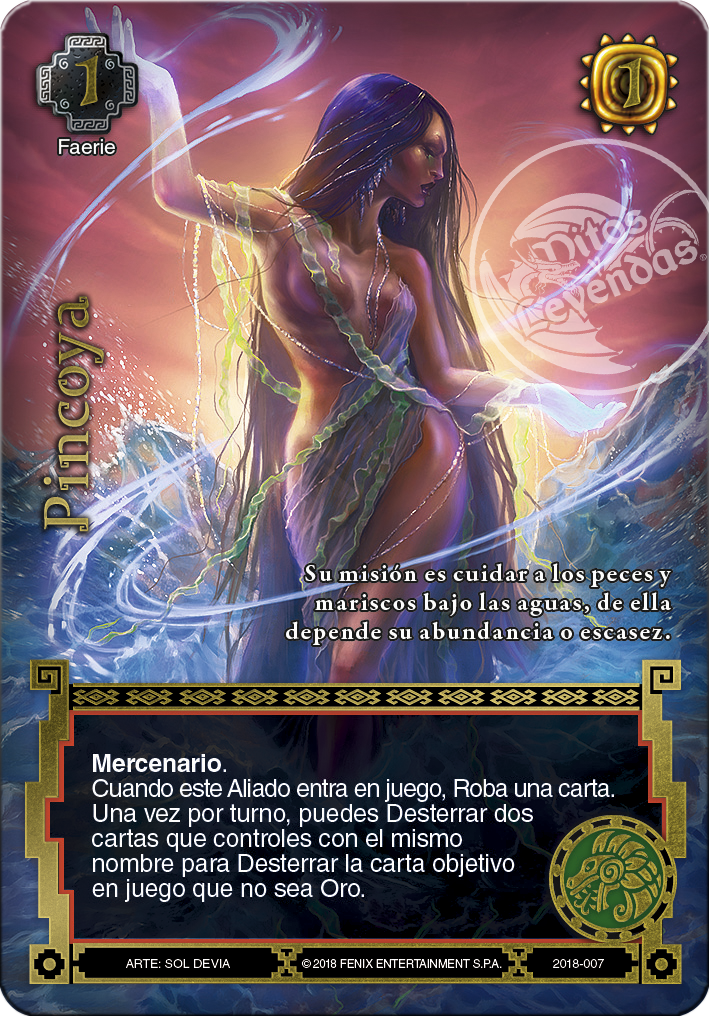 1
Faerie
1
Mitos
Leyendas
Pincoya
Su misión es cuidar a los peces y
mariscos bajo las aguas, de ella
depende su abundancia o escasez.
Mercenario.
Cuando este Aliado entra en juego, Roba una carta.
Una vez por turno, puedes Desterrar dos
cartas que controles con el mismo
nombre para Desterrar la carta objetivo
en juego que no sea Oro.
ARTE: SOL DEVIA
©2018 FENIX ENTERTAINMENT S.P.A.
2018-007